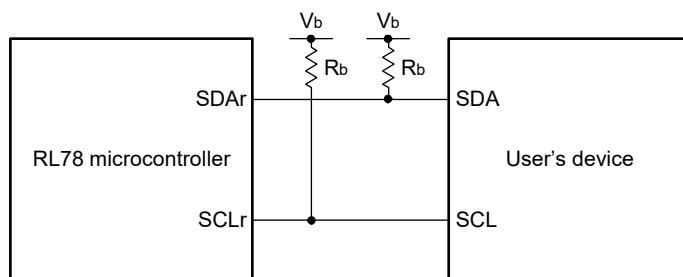 Vb Vb
Rb Rb
SDAr SDA
RL78 microcontroller User’s device
SCLr SCL